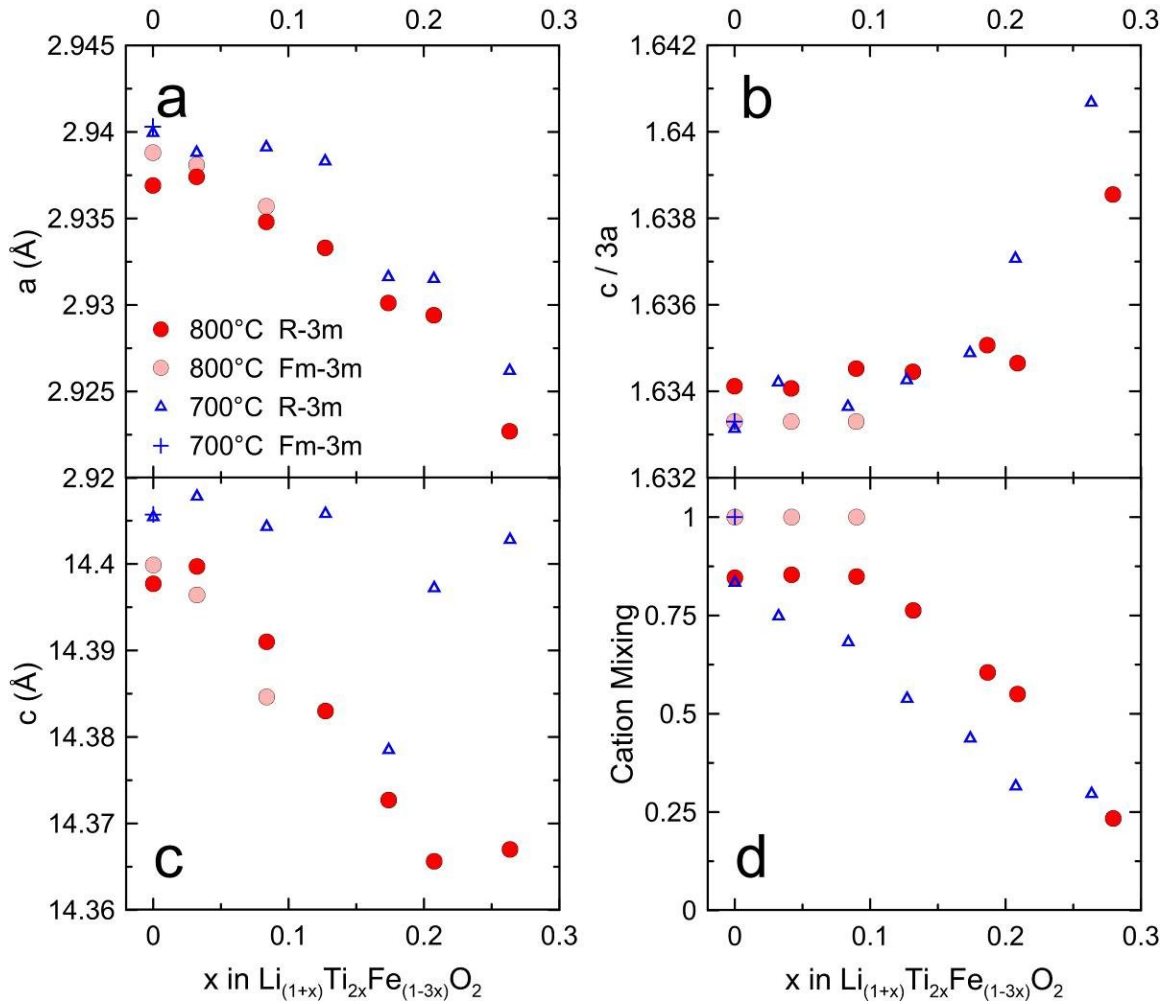 0 0.1 0.2 0.3
0 0.1 0.2 0.3
2.945
2.94
2.935
2.93
2.925
2.92
a (Å)
a
800°C R-3m
800°C Fm-3m
700°C R-3m
700°C Fm-3m
1.642
1.64
1.638
1.636
1.634
1.632
c / 3a
b
14.4
14.39
14.38
14.37
14.36
c (Å)
c
1
0.75
0.5
0.25
0
Cation Mixing
d
0 0.1 0.2 0.3
0 0.1 0.2 0.3
x in Li(1+x)Ti2xFe(1-3x)O2
x in Li(1+x)Ti2xFe(1-3x)O2